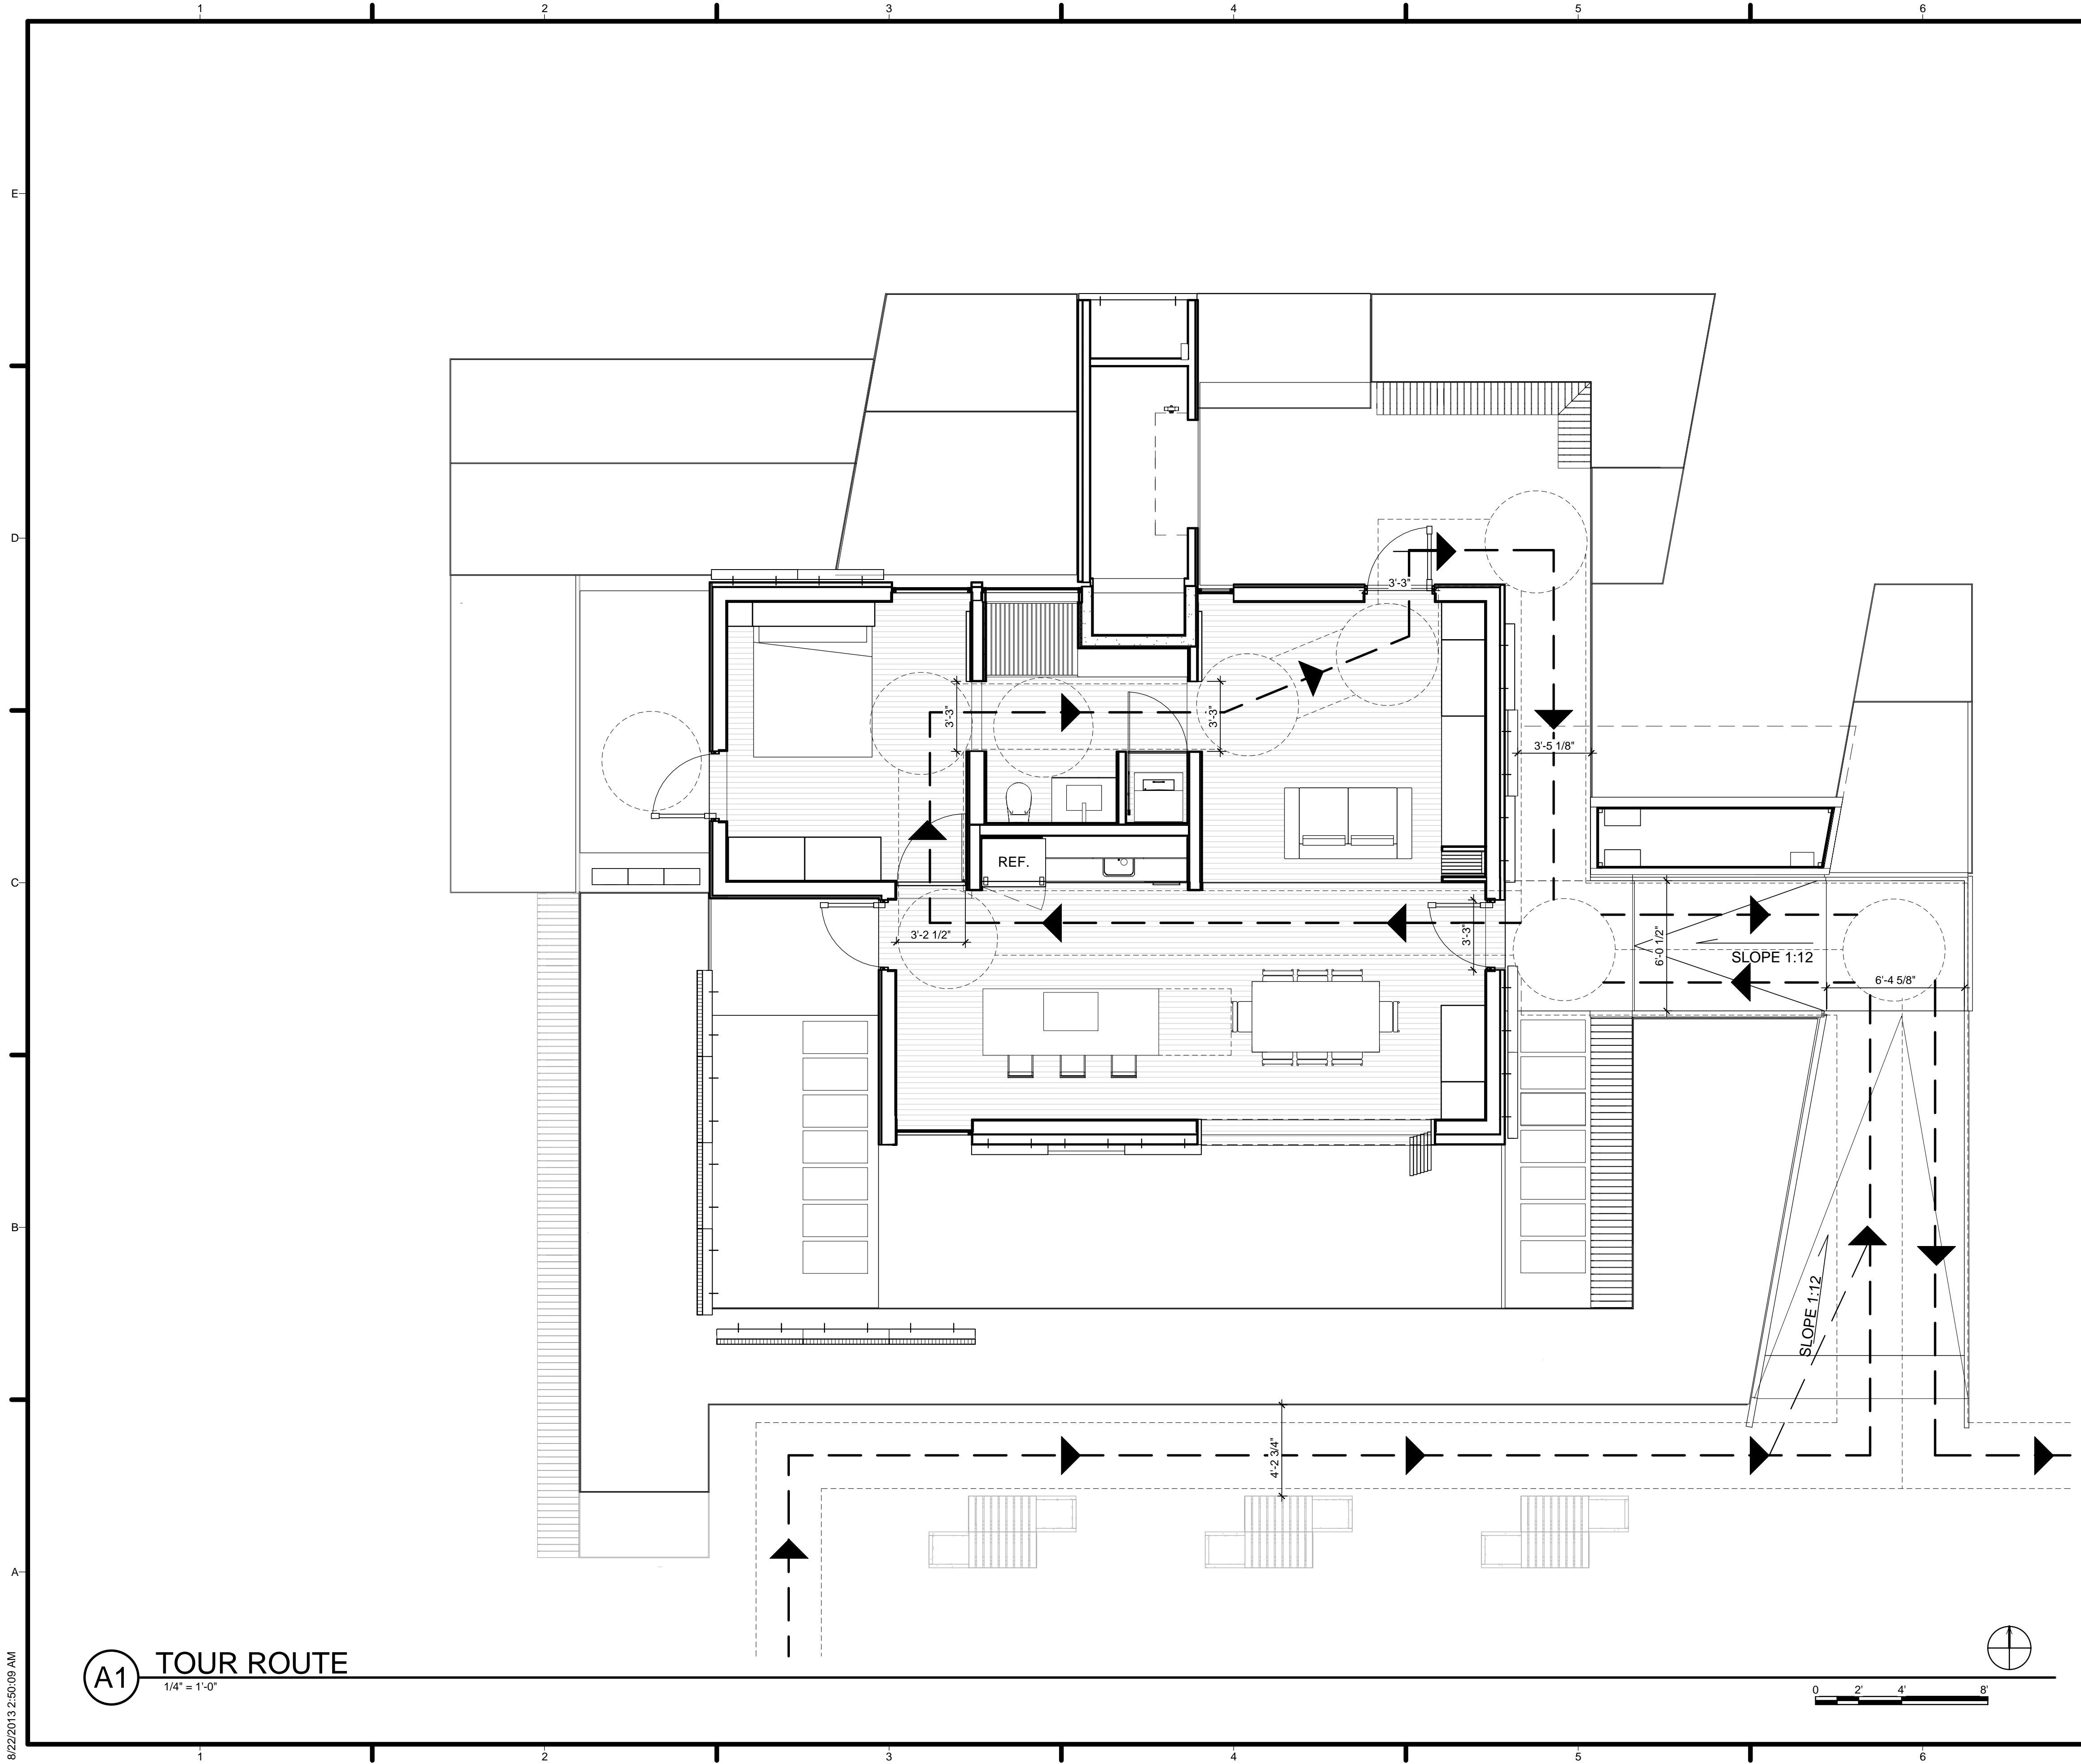 1 2 3 4 5 6
E
D
3'-3"
3'-3"
3'-3"
3'-5 1/8"
C
REF.
3'-2 1/2"
3'-3"
6'-0 1/2"
SLOPE 1:12
6'-4 5/8"
B
SLOPE 1:12
4'-2 3/4"
A
A1
TOUR ROUTE
1/4" = 1'-0"
0 2' 4' 8'
8/22/2013 2:50:09 AM
1 2 3 4 5 6